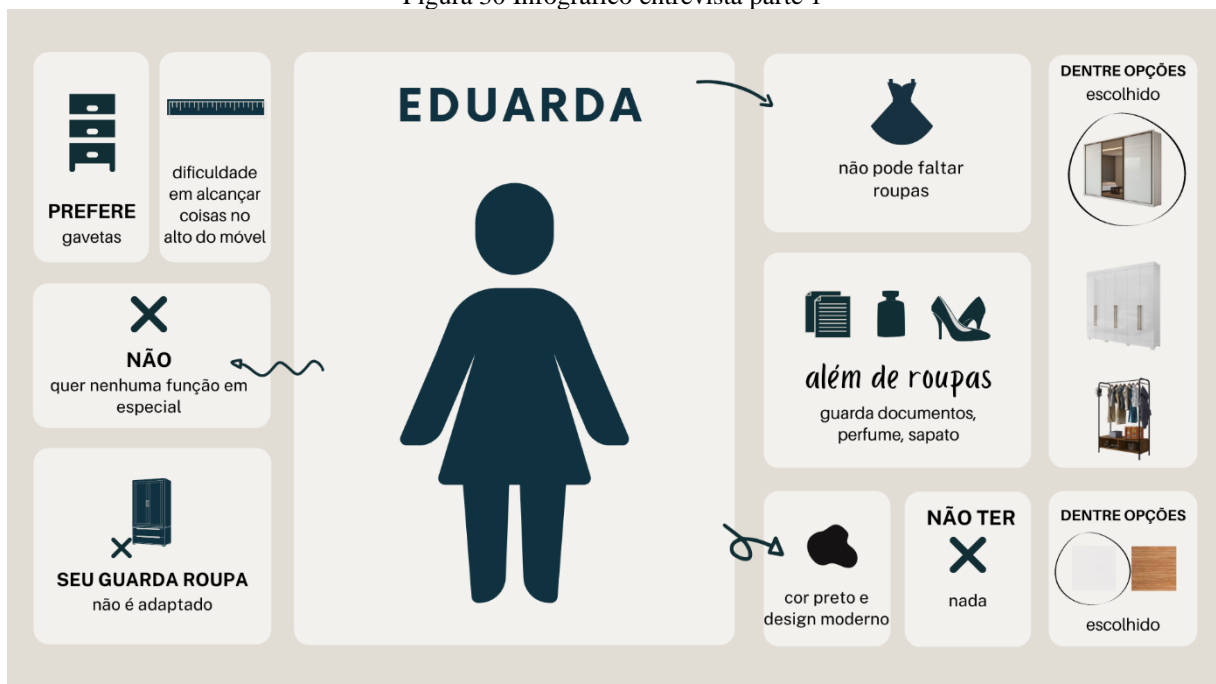 Figura 30 Infográfico entrevista parte 1
EDUARDA
PREFERE
gavetas
dificuldade
em alcançar
coisas no
alto do móvel
NÃO
quer nenhuma função em
especial
SEU GUARDA ROUPA
não é adaptado
não pode faltar
roupas
além de roupas
guarda documentos,
perfume, sapato
cor preto e
design moderno
NÃO TER
nada
DENTRE OPÇÕES
escolhido
DENTRE OPÇÕES
escolhido